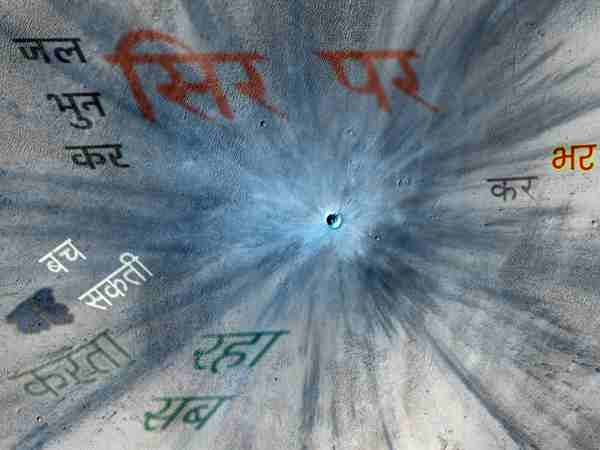 जल
भुन
कर
सिर पर
भर
कर
बच
सकती
करता
रहा
सब